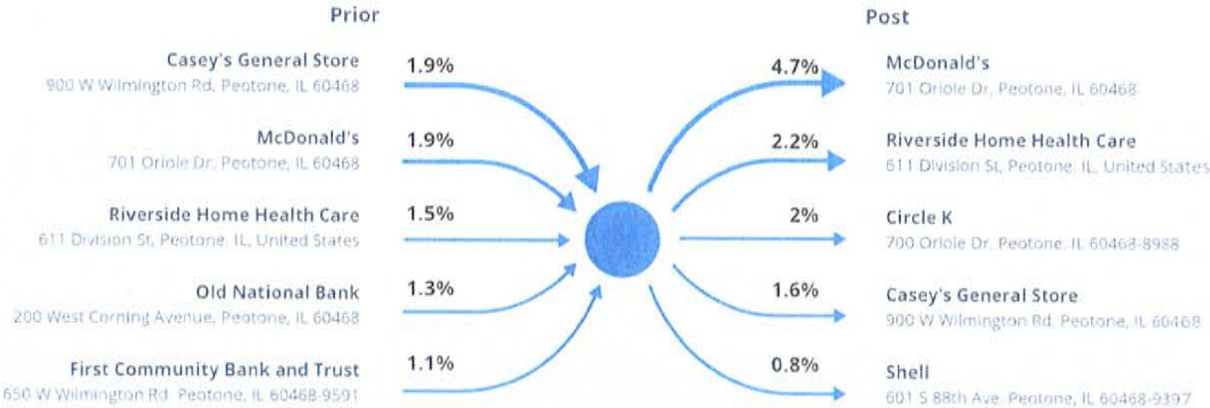 Prior
Casey's General Store
900 W Wilmington Rd, Peotone, IL 60468
1.9%
McDonald's
701 Oriole Dr, Peotone, IL 60468
1.9%
Riverside Home Health Care
611 Division St, Peotone, IL, United States
1.5%
Old National Bank
200 West Corning Avenue, Peotone, IL 60468
1.3%
First Community Bank and Trust
650 W Wilmington Rd, Peotone, IL 60468-9591
1.1%
Post
4.7%
McDonald's
701 Oriole Dr, Peotone, IL 60468
2.2%
Riverside Home Health Care
611 Division St, Peotone, IL, United States
2%
Circle K
700 Oriole Dr, Peotone, IL 60468-8988
1.6%
Casey's General Store
900 W Wilmington Rd, Peotone, IL 60468
0.8%
Shell
601 S 88th Ave, Peotone, IL 60468-9397